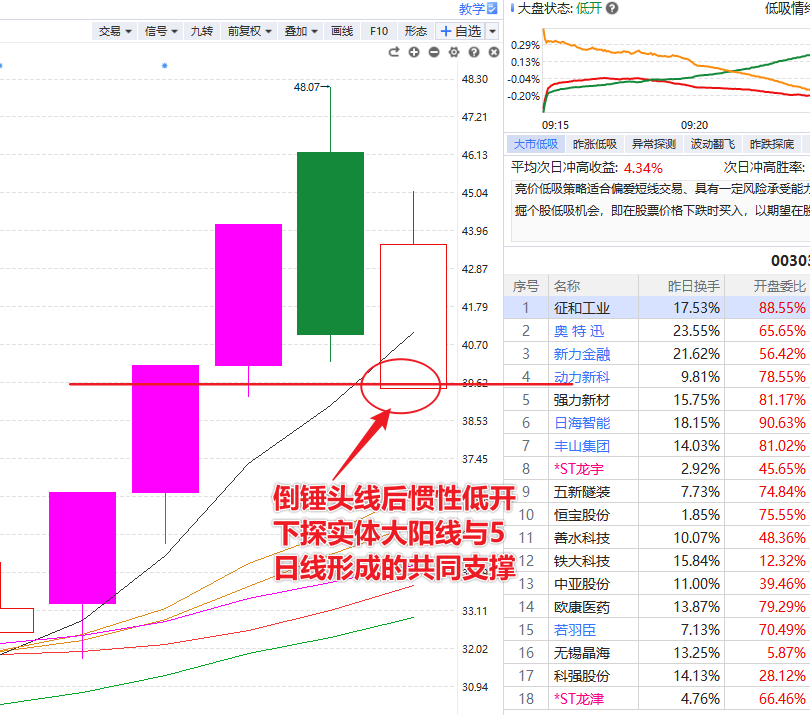 教学
交易 信号 九转 前复权 叠加 画线 F10 形态 +自选
48.07
48.30
47.21
46.13
45.04
43.96
42.87
41.79
40.70
39.62
38.53
37.45
33.11
32.02
30.94
倒锤头线后惯性低开
下探实体大阳线与5
日线形成的共同支撑
大盘状态: 低开 低吸情
0.29%
0.13%
-0.04%
-0.20%
09:15 09:20
大市低吸 昨涨低吸 异常探测 波动翻飞 昨跌探底
平均次日冲高收益: 4.34% 次日冲高胜率:
竞价低吸策略适合偏爱短线交易、具有一定风险承受能力
掘个股低吸机会，即在股票价格下跌时买入，以期望在股
0030
序号 名称 昨日换手 开盘委比
1 征和工业 17.53% 88.55%
2 奥特迅 23.55% 65.65%
3 新力金融 21.62% 56.42%
4 动力新科 9.81% 78.55%
5 强力新材 15.75% 81.17%
6 日海智能 18.15% 90.63%
7 丰山集团 14.03% 81.02%
8 *ST龙宇 2.92% 45.65%
9 五新隧装 7.73% 74.84%
10 恒宝股份 1.85% 75.55%
11 善水科技 10.07% 48.36%
12 铁大科技 15.84% 12.32%
13 中亚股份 11.00% 39.46%
14 欧康医药 13.87% 79.29%
15 若羽臣 7.13% 70.49%
16 无锡晶海 13.25% 5.87%
17 科强股份 14.13% 28.12%
18 *ST龙津 4.76% 66.46%